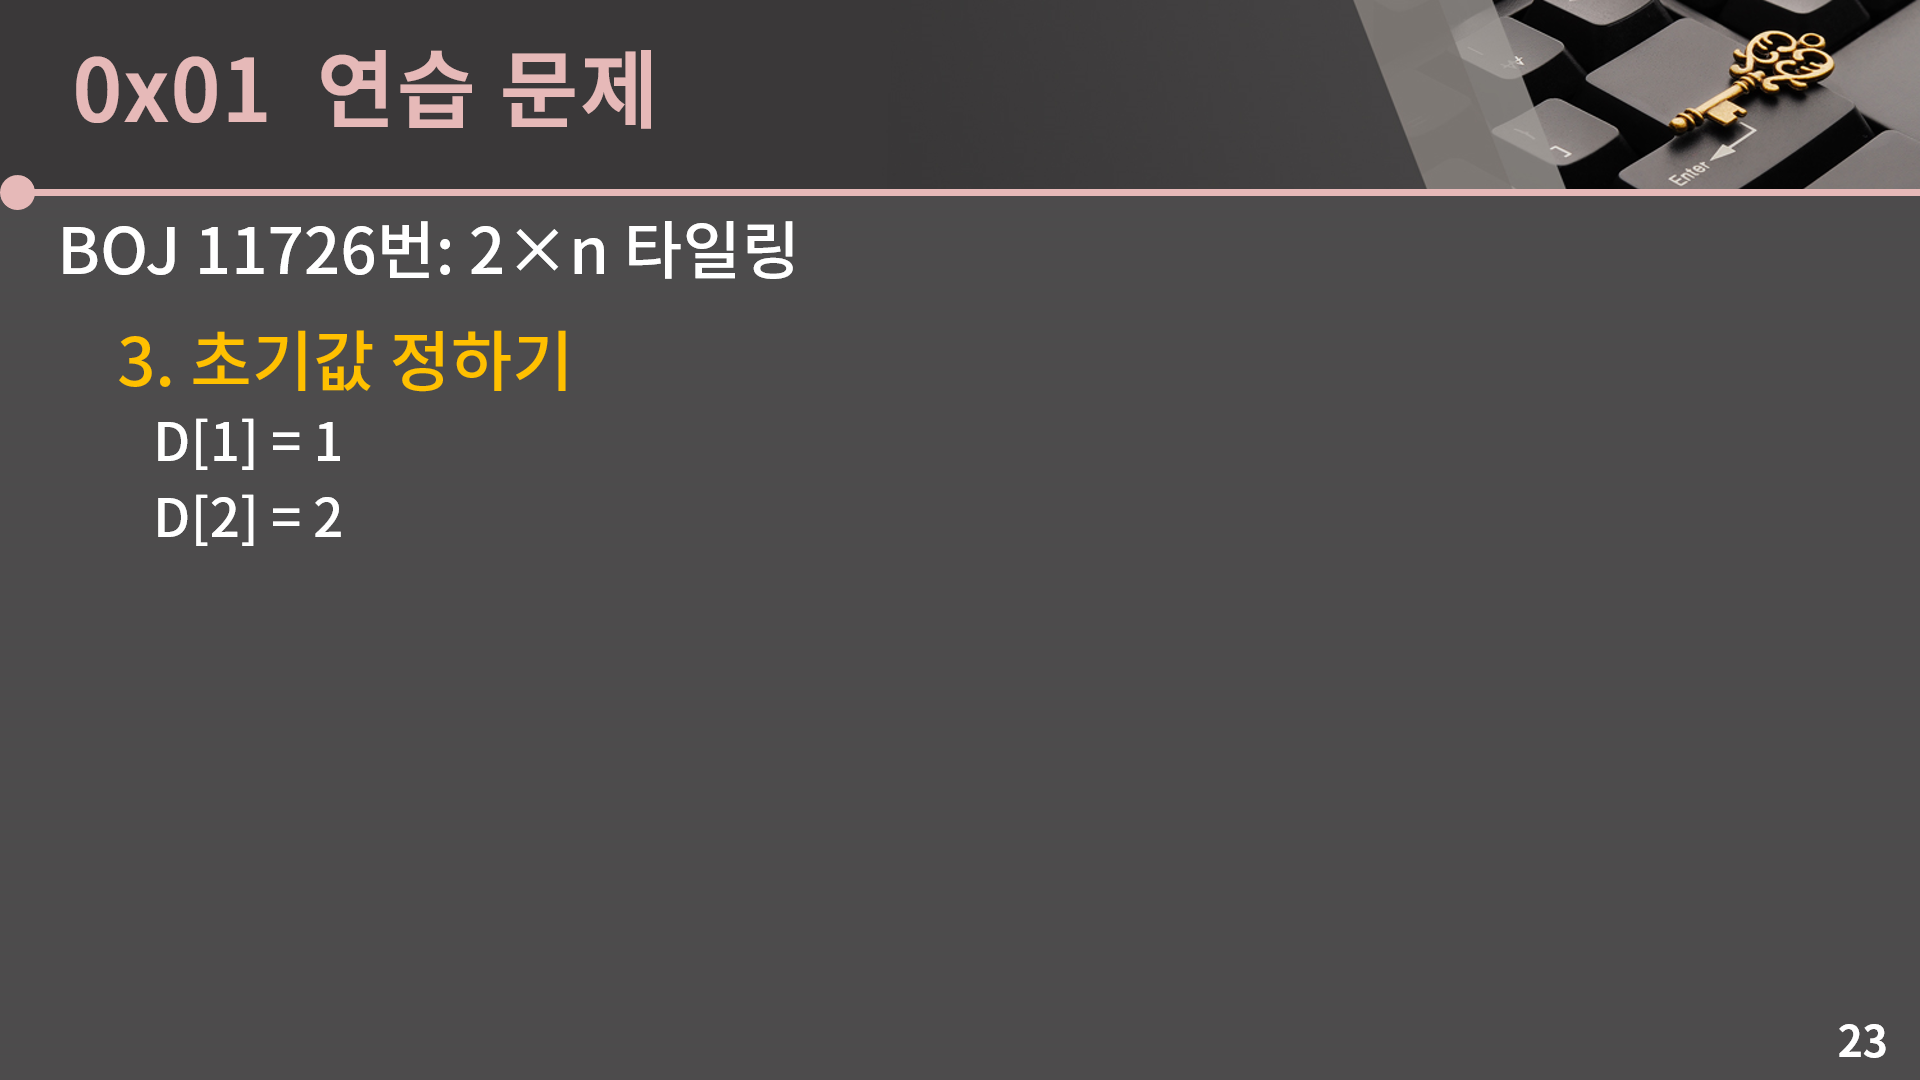 0x01 연습 문제
Enter
BOJ 11726번: 2×n 타일링
3. 초기값 정하기
D[1] = 1
D[2] = 2
23